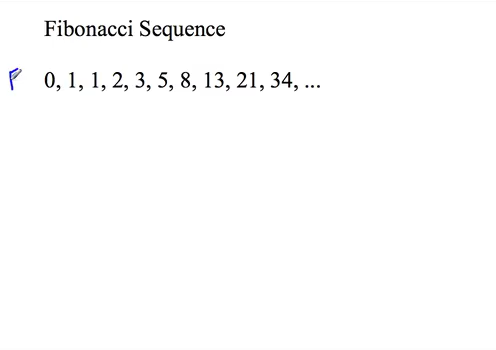 Fibonacci Sequence
0, 1, 1, 2, 3, 5, 8, 13, 21, 34, ...